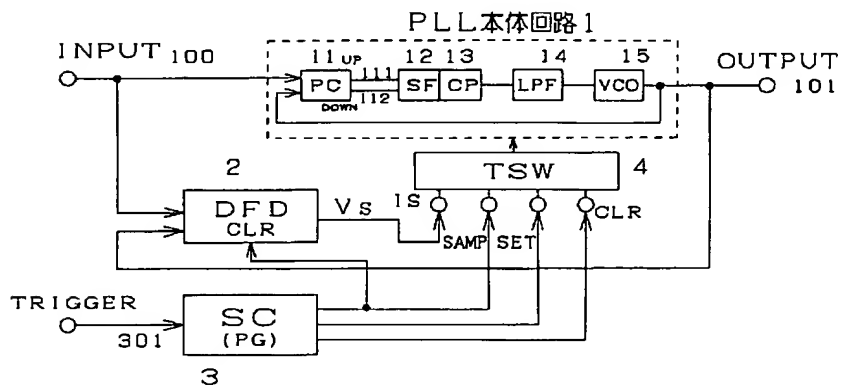 PLL本体回路1
INPUT 100
11 UP 12 13 14 15
OUTPUT
101
PC 111 SF CP LPF VCO
DOWN 112
2
TSW 4
DFD
CLR
VS
IS
CLR
SAMP SET
TRIGGER
301
SC
(PG)
3